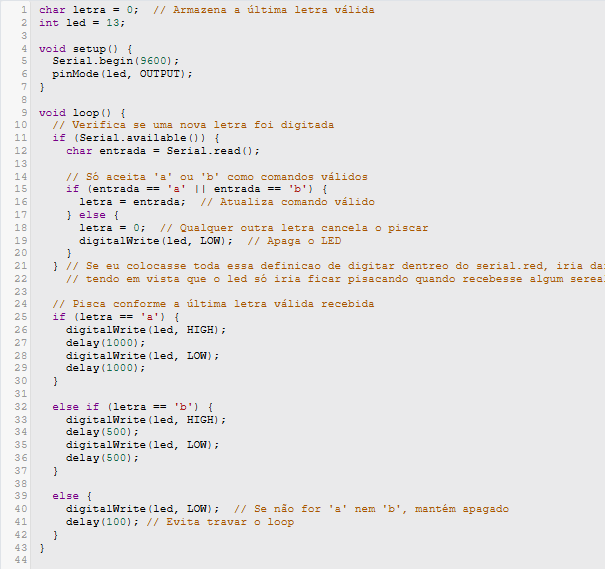 1 char letra = 0;  // Armazena a última letra válida
2 int led = 13;
3
4 void setup() {
5   Serial.begin(9600);
6   pinMode(led, OUTPUT);
7 }
8
9 void loop() {
10   // Verifica se uma nova letra foi digitada
11   if (Serial.available()) {
12     char entrada = Serial.read();
13
14     // Só aceita 'a' ou 'b' como comandos válidos
15     if (entrada == 'a' || entrada == 'b') {
16       letra = entrada;  // Atualiza comando válido
17     } else {
18       letra = 0;  // Qualquer outra letra cancela o piscar
19       digitalWrite(led, LOW);  // Apaga o LED
20     }
21   } // Se eu colocasse toda essa definicao de digitar dentreo do serial.red, iria da
22     // tendo em vista que o led só iria ficar pisacando quando recebesse algum serea
23
24   // Pisca conforme a última letra válida recebida
25   if (letra == 'a') {
26     digitalWrite(led, HIGH);
27     delay(1000);
28     digitalWrite(led, LOW);
29     delay(1000);
30   }
31
32   else if (letra == 'b') {
33     digitalWrite(led, HIGH);
34     delay(500);
35     digitalWrite(led, LOW);
36     delay(500);
37   }
38
39   else {
40     digitalWrite(led, LOW);  // Se não for 'a' nem 'b', mantém apagado
41     delay(100); // Evita travar o loop
42   }
43 }
44